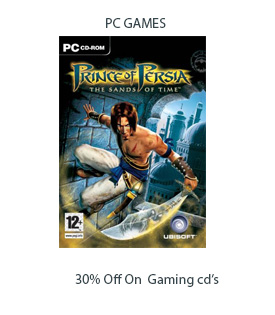 PC GAMES
PC CD-ROM
PRINCE OF PERSIA
THE SANDS OF TIME
12+
UBISOFT
30% Off On  Gaming cd's